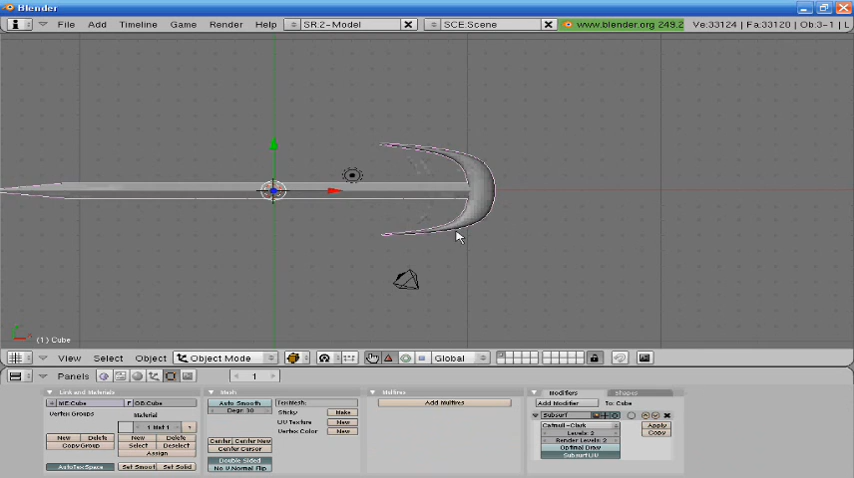 Blender
File Add Timeline Game Render Help SR:2-Model SCE Scene www.blender.org 249.2 Ve:33124 | Fa:33120 | Ob:3-1 | L
(1) Cube
View Select Object Object Mode Global
Panels 1
Link and Materials Mesh Multires Modifiers Shapes
ME:Cube F OB:Cube Auto Smooth TexMesh: Add Multires Add Modifier To: Cube
Vertex Groups Material Degr: 30 Sticky Make Subsurf
1 Mat 1 UV Texture New Catmull-Clark Apply
New Delete New Delete Center Center New Vertex Color New Levels: 2 Copy
Copy Group Select Deselect Center Cursor Render Levels: 2
Assign Double Sided Optimal Draw
AutoTexSpace Set Smoot Set Solid No V.Normal Flip Subsurf UV